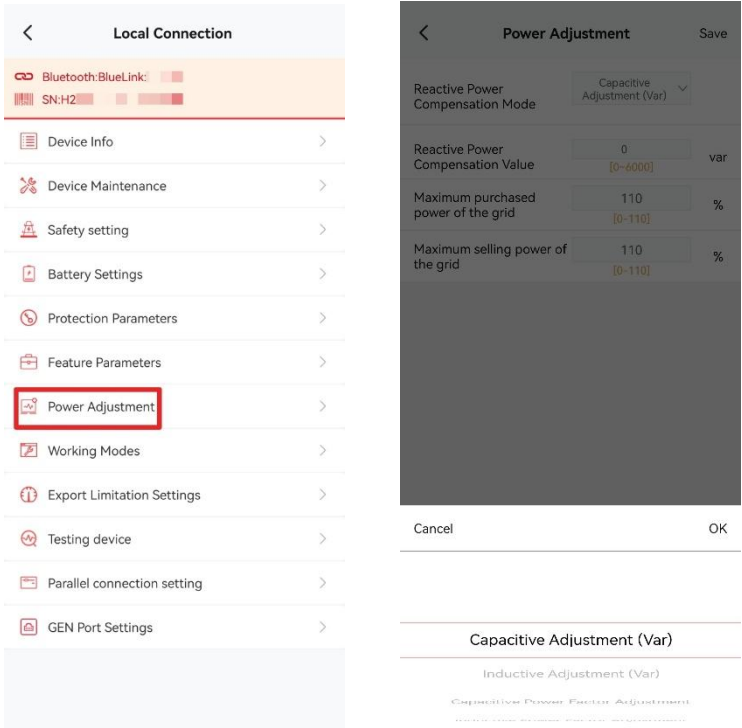 Local Connection
Bluetooth:BlueLink:
SN:H2
Device Info
Device Maintenance
Safety setting
Battery Settings
Protection Parameters
Feature Parameters
Power Adjustment
Working Modes
Export Limitation Settings
Testing device
Parallel connection setting
GEN Port Settings
Power Adjustment Save
Reactive Power
Compensation Mode
Capacitive
Adjustment (Var)
Reactive Power
Compensation Value
0
[0~6000]
var
Maximum purchased
power of the grid
110
[0~110]
%
Maximum selling power of
the grid
110
[0~110]
%
Cancel OK
Capacitive Adjustment (Var)
Inductive Adjustment (Var)
Capacitive Power Factor Adjustment